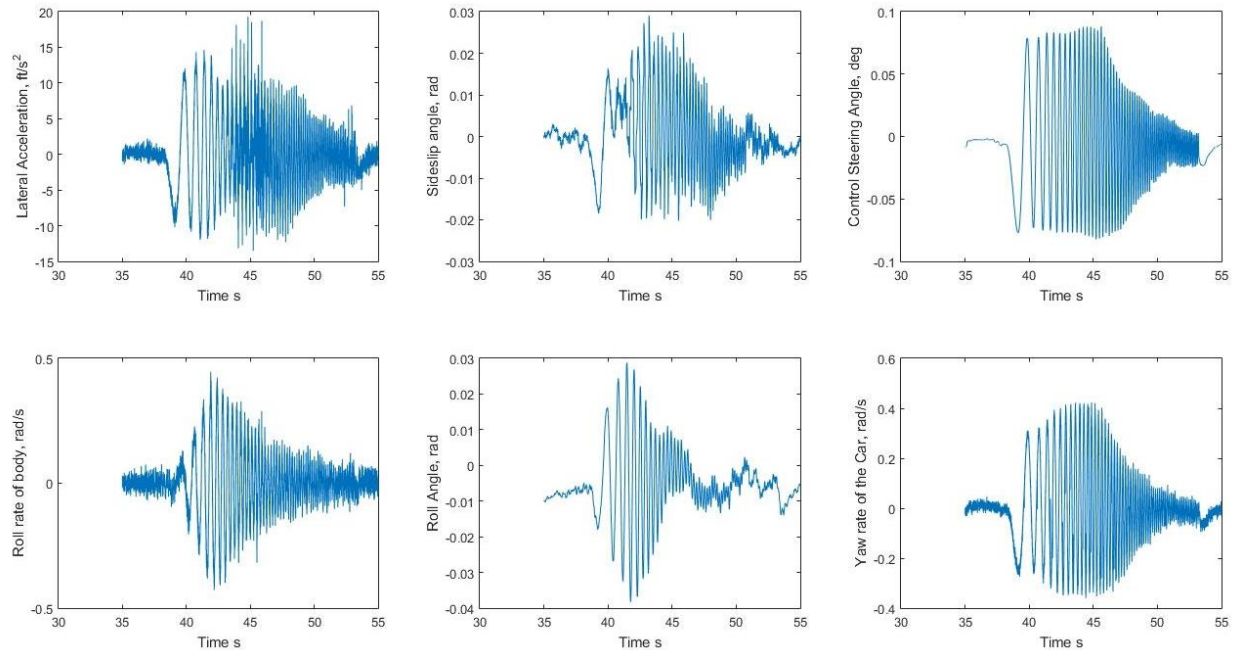 20
15
10
5
0
-5
-10
-15
30 35 40 45 50 55
Time s
Lateral Acceleration, ft/s²
0.03
0.02
0.01
0
-0.01
-0.02
-0.03
30 35 40 45 50 55
Time s
Sideslip angle, rad
0.1
0.05
0
-0.05
-0.1
30 35 40 45 50 55
Time s
Control Steering Angle, deg
0.5
0
-0.5
30 35 40 45 50 55
Time s
Roll rate of body, rad/s
0.03
0.02
0.01
0
-0.01
-0.02
-0.03
-0.04
30 35 40 45 50 55
Time s
Roll Angle, rad
0.6
0.4
0.2
0
-0.2
-0.4
30 35 40 45 50 55
Time s
Yaw rate of the Car, rad/s